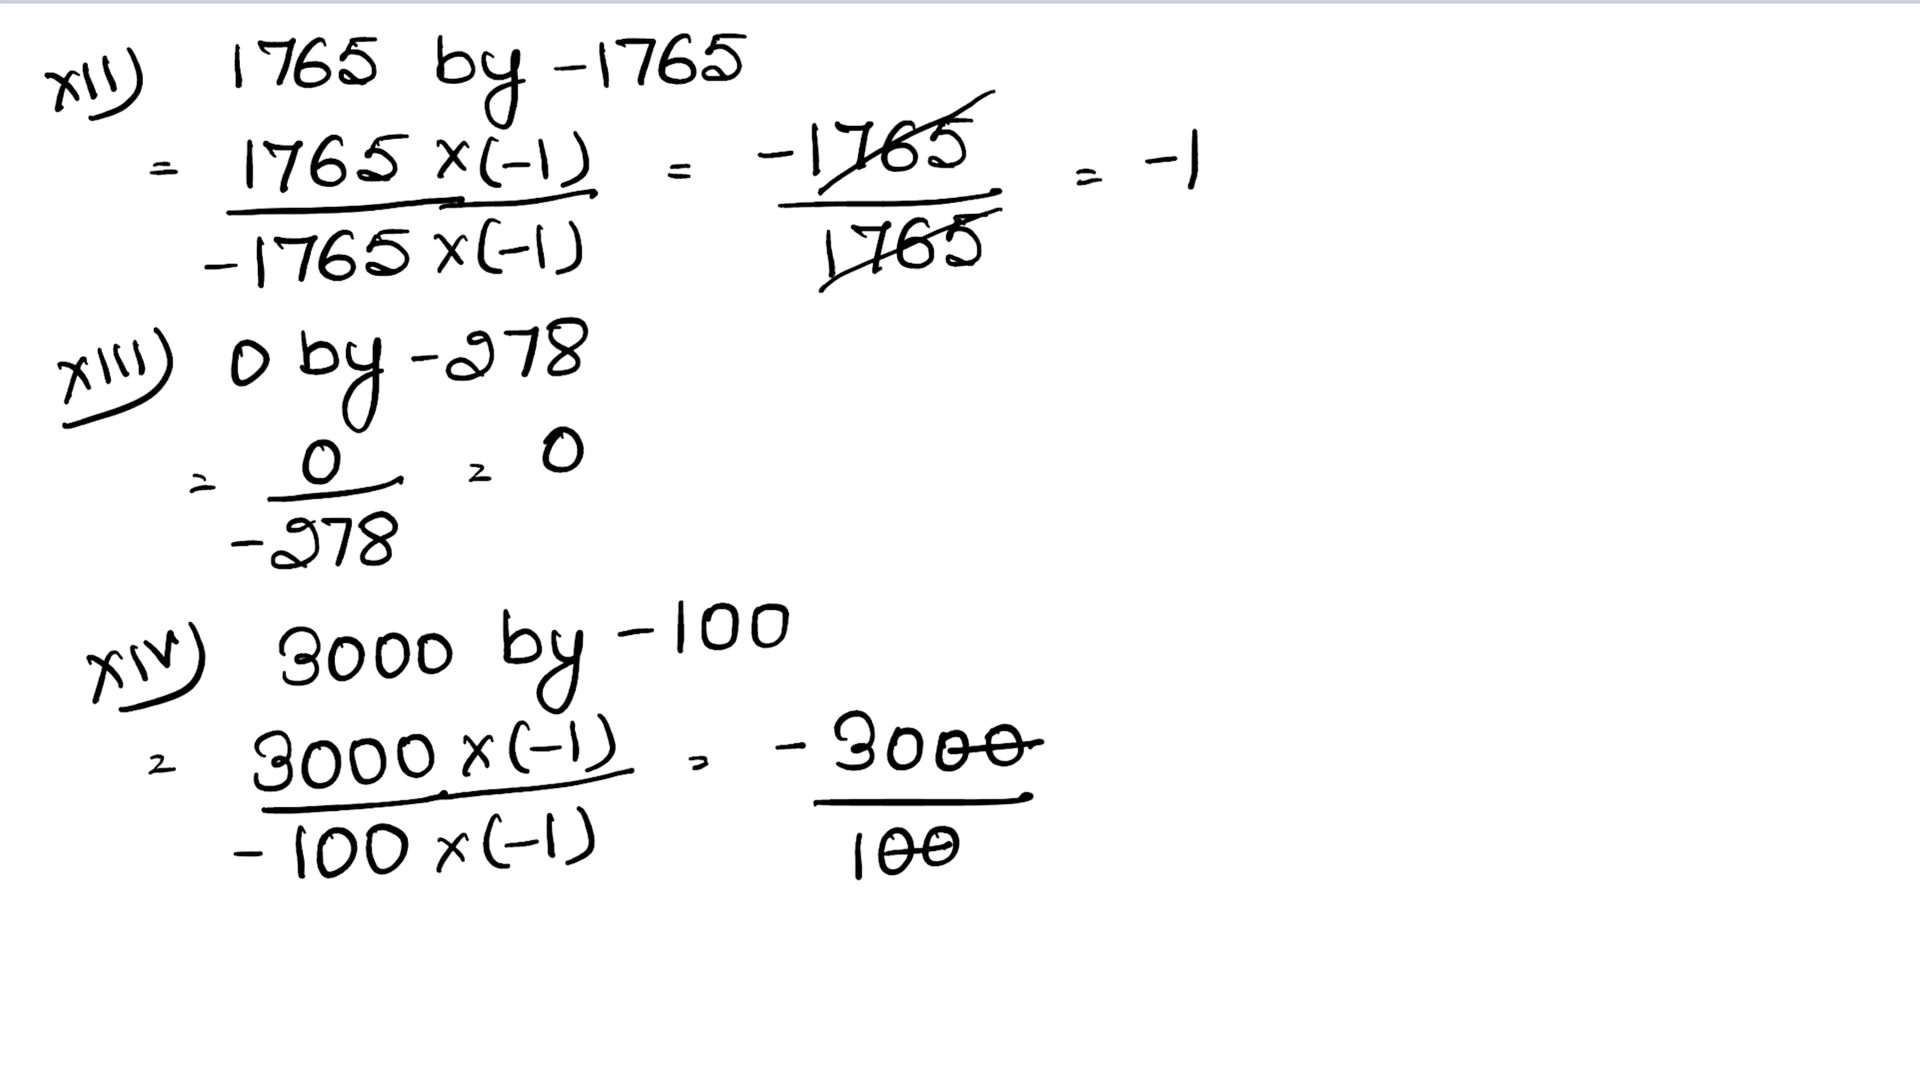 xii) 1765 by -1765
= 1765 x(-1) / -1765 x(-1) = -1765 / 1765 = -1
xiii) 0 by -278
= 0 / -278 = 0
xiv) 3000 by -100
= 3000 x(-1) / -100 x(-1) = -3000 / 100